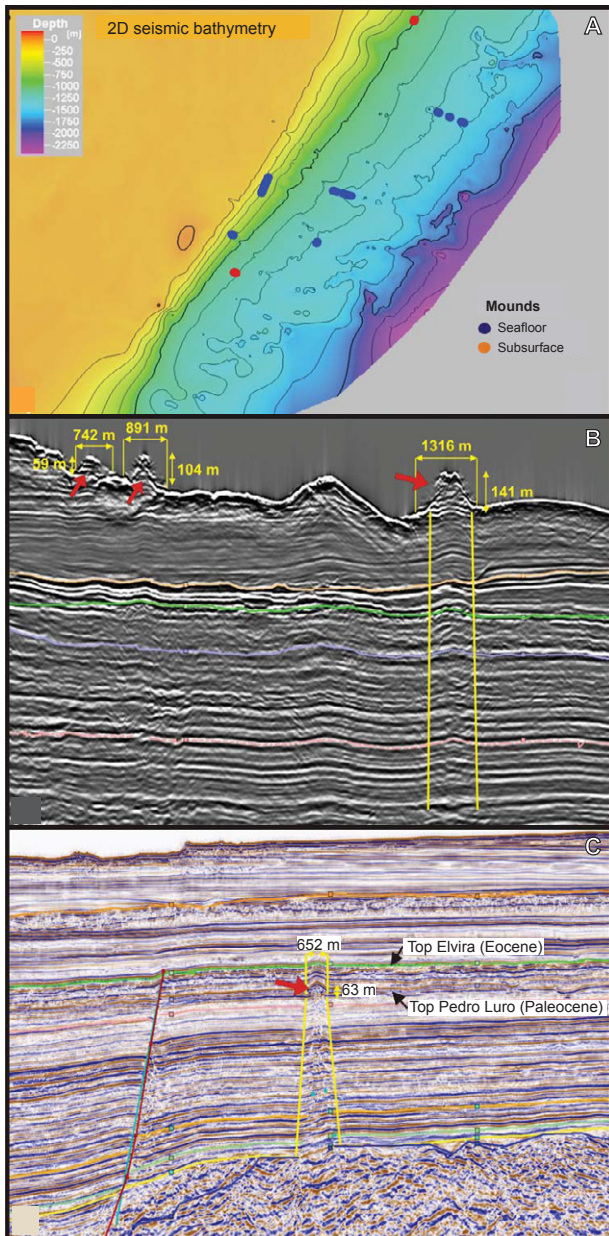 Depth
[m]
0
-250
-500
-750
-1000
-1250
-1500
-1750
-2000
-2250
2D seismic bathymetry
A
Mounds
Seafloor
Subsurface
B
742 m
891 m
59 m
104 m
1316 m
141 m
C
652 m
63 m
Top Elvira (Eocene)
Top Pedro Luro (Paleocene)